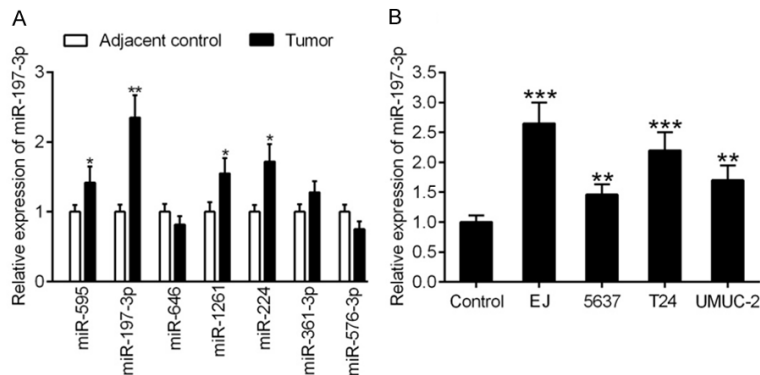 A
Adjacent control
Tumor
Relative expression of miR-197-3p
3
2
1
0
*
**
*
*
miR-595
miR-197-3p
miR-646
miR-1261
miR-224
miR-361-3p
miR-576-3p
B
Relative expression of miR-197-3p
3.5
3.0
2.5
2.0
1.5
1.0
0.5
0.0
***
**
***
**
Control
EJ
5637
T24
UMUC-2